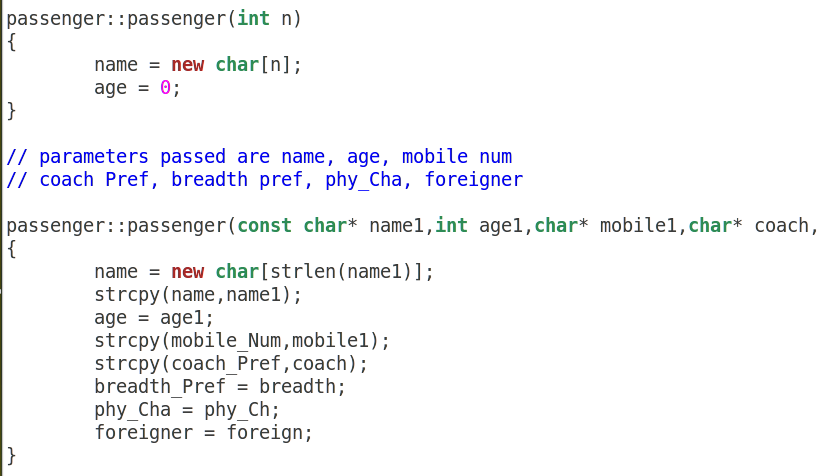 passenger::passenger(int n)
{
name = new char[n];
age = 0;
}
// parameters passed are name, age, mobile num
// coach Pref, breadth pref, phy_Cha, foreigner
passenger::passenger(const char* name1,int age1,char* mobile1,char* coach,
{
name = new char[strlen(name1)];
strcpy(name,name1);
age = age1;
strcpy(mobile_Num,mobile1);
strcpy(coach_Pref,coach);
breadth_Pref = breadth;
phy_Cha = phy_Ch;
foreigner = foreign;
}